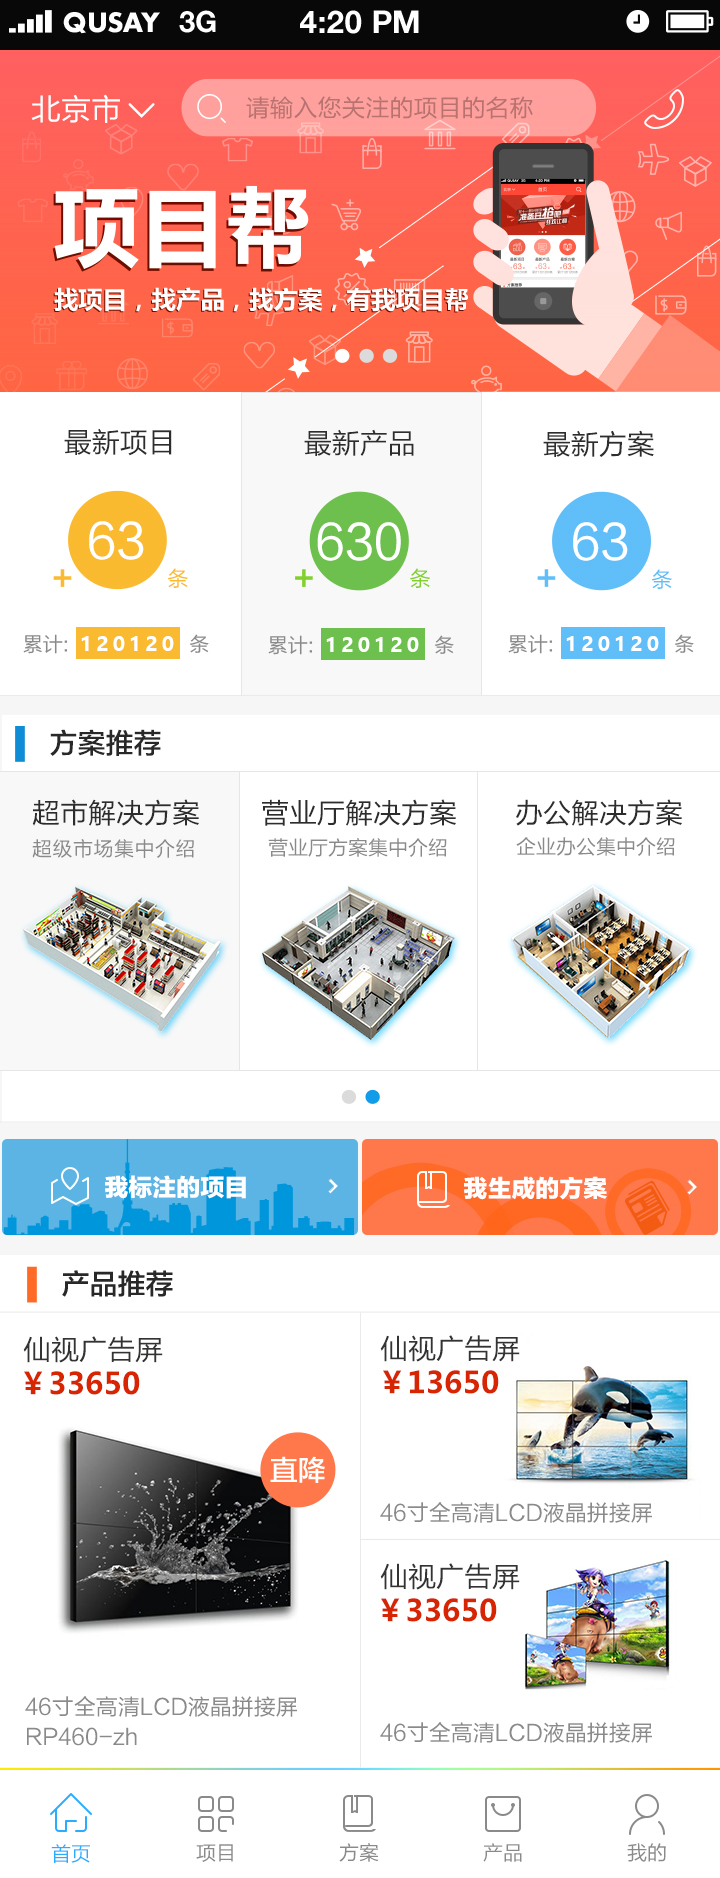 QUSAY 3G 4:20 PM
北京市
请输入您关注的项目的名称
项目帮
找项目，找产品，找方案，有我项目帮
最新项目
63
+ 条
累计: 120120 条
最新产品
630
+ 条
累计: 120120 条
最新方案
63
+ 条
累计: 120120 条
方案推荐
超市解决方案
超级市场集中介绍
营业厅解决方案
营业厅方案集中介绍
办公解决方案
企业办公集中介绍
我标注的项目
我生成的方案
产品推荐
仙视广告屏
¥33650
直降
46寸全高清LCD液晶拼接屏
RP460-zh
仙视广告屏
¥13650
46寸全高清LCD液晶拼接屏
仙视广告屏
¥33650
46寸全高清LCD液晶拼接屏
首页
项目
方案
产品
我的